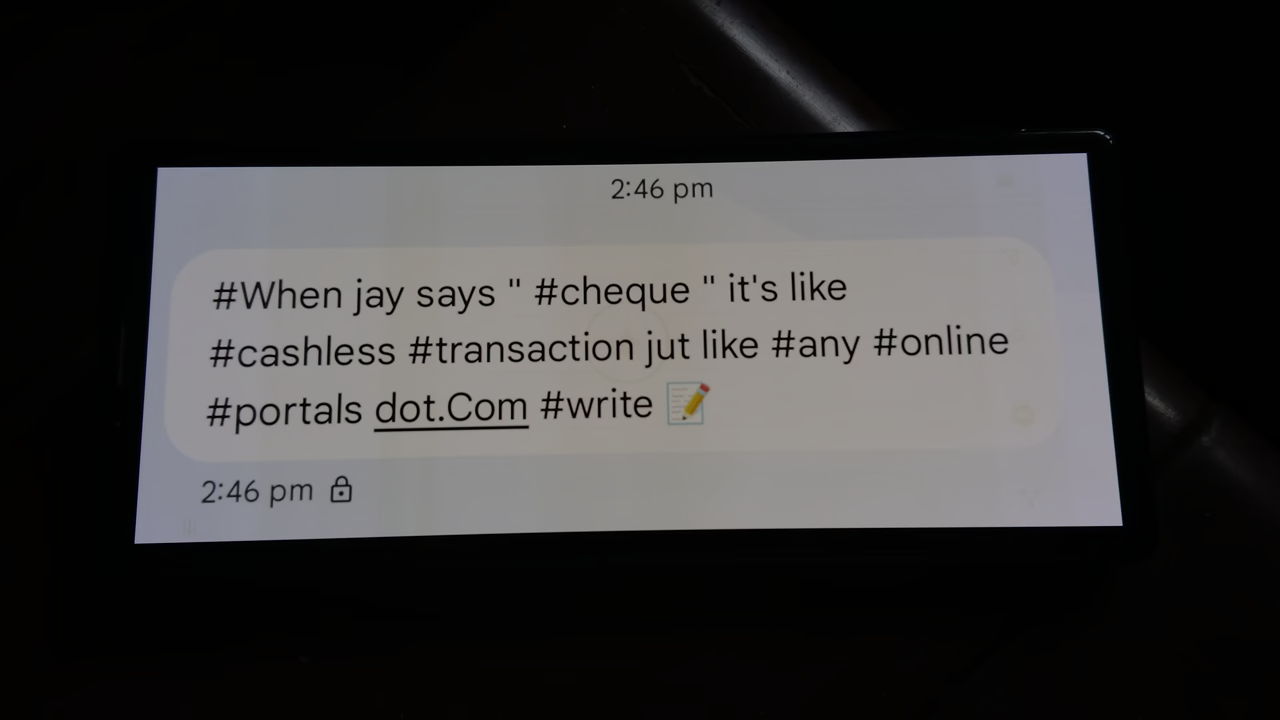 2:46 pm
#When jay says " #cheque " it's like
#cashless #transaction jut like #any #online
#portals dot.Com #write 📝
2:46 pm